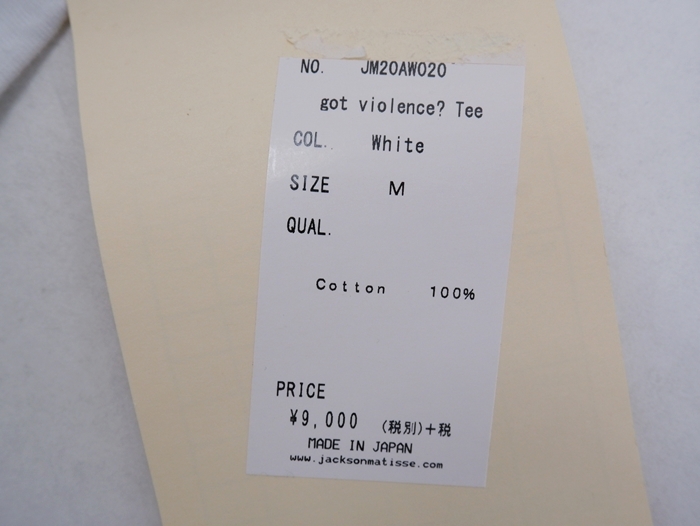 NO. JM20AW020
got violence? Tee
COL. White
SIZE M
QUAL.
Cotton 100%
PRICE
¥9,000 (税別)+税
MADE IN JAPAN
www.jacksonmatisse.com